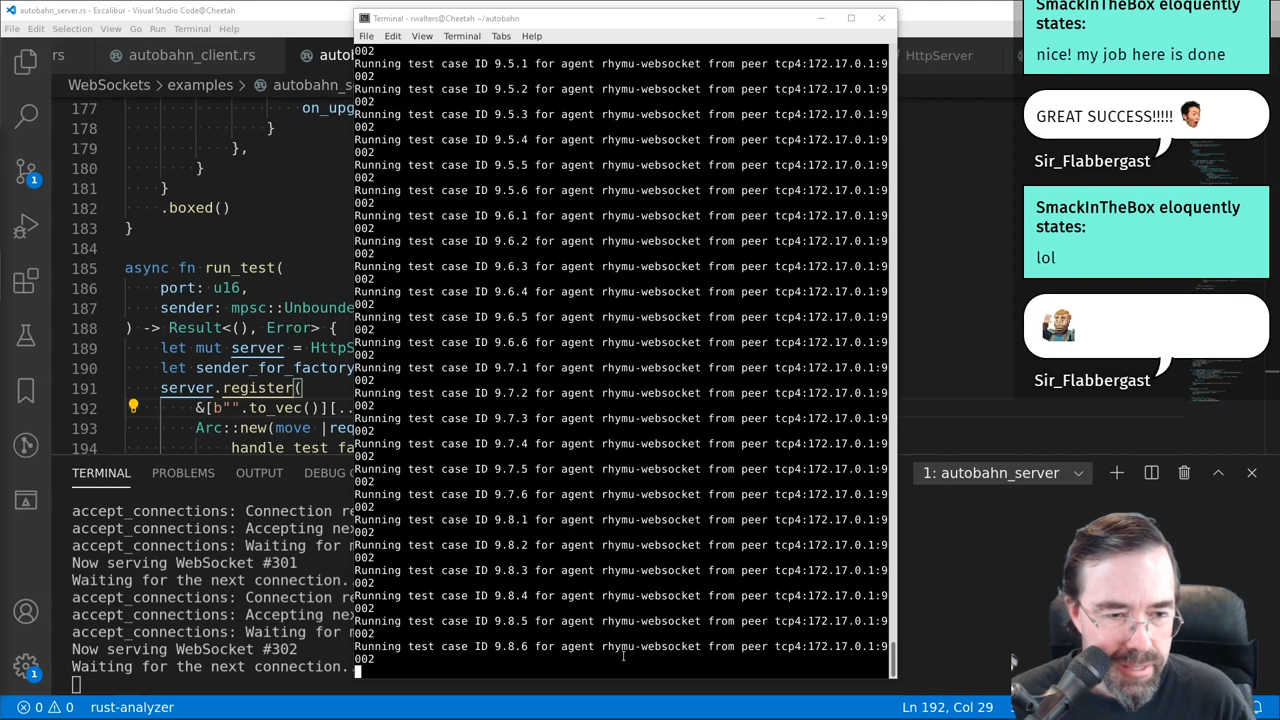 autobahn_server.rs - Excalibur - Visual Studio Code@Cheetah
File Edit Selection View Go Run Terminal Help
rs
autobahn_client.rs
HttpServer
WebSockets > examples >
177
on_upg
178 }
179 },
180 }
181 }
182 .boxed()
183 }
184
185 async fn run_test(
186 port: u16,
187 sender: mpsc::Unbounde
188 ) -> Result<(), Error> {
189 let mut server = HttpS
190 let sender_for_factory
191 server.register(
192 &[b"".to_vec()][..
193 Arc::new(move |req
194 handle_test_fa
TERMINAL PROBLEMS OUTPUT DEBUG
1: autobahn_server
accept_connections: Connection re
accept_connections: Accepting nex
accept_connections: Waiting for
Now serving WebSocket #301
Waiting for the next connection.
accept_connections: Connection re
accept_connections: Accepting nex
accept_connections: Waiting for
Now serving WebSocket #302
Waiting for the next connection.
0 0 rust-analyzer
Ln 192, Col 29
1
1
Terminal - rwalters@Cheetah ~/autobahn
File Edit View Terminal Tabs Help
002
Running test case ID 9.5.1 for agent rhymu-websocket from peer tcp4:172.17.0.1:9
002
Running test case ID 9.5.2 for agent rhymu-websocket from peer tcp4:172.17.0.1:9
002
Running test case ID 9.5.3 for agent rhymu-websocket from peer tcp4:172.17.0.1:9
002
Running test case ID 9.5.4 for agent rhymu-websocket from peer tcp4:172.17.0.1:9
002
Running test case ID 9.5.5 for agent rhymu-websocket from peer tcp4:172.17.0.1:9
002
Running test case ID 9.5.6 for agent rhymu-websocket from peer tcp4:172.17.0.1:9
002
Running test case ID 9.6.1 for agent rhymu-websocket from peer tcp4:172.17.0.1:9
002
Running test case ID 9.6.2 for agent rhymu-websocket from peer tcp4:172.17.0.1:9
002
Running test case ID 9.6.3 for agent rhymu-websocket from peer tcp4:172.17.0.1:9
002
Running test case ID 9.6.4 for agent rhymu-websocket from peer tcp4:172.17.0.1:9
002
Running test case ID 9.6.5 for agent rhymu-websocket from peer tcp4:172.17.0.1:9
002
Running test case ID 9.6.6 for agent rhymu-websocket from peer tcp4:172.17.0.1:9
002
Running test case ID 9.7.1 for agent rhymu-websocket from peer tcp4:172.17.0.1:9
002
Running test case ID 9.7.2 for agent rhymu-websocket from peer tcp4:172.17.0.1:9
002
Running test case ID 9.7.3 for agent rhymu-websocket from peer tcp4:172.17.0.1:9
002
Running test case ID 9.7.4 for agent rhymu-websocket from peer tcp4:172.17.0.1:9
002
Running test case ID 9.7.5 for agent rhymu-websocket from peer tcp4:172.17.0.1:9
002
Running test case ID 9.7.6 for agent rhymu-websocket from peer tcp4:172.17.0.1:9
002
Running test case ID 9.8.1 for agent rhymu-websocket from peer tcp4:172.17.0.1:9
002
Running test case ID 9.8.2 for agent rhymu-websocket from peer tcp4:172.17.0.1:9
002
Running test case ID 9.8.3 for agent rhymu-websocket from peer tcp4:172.17.0.1:9
002
Running test case ID 9.8.4 for agent rhymu-websocket from peer tcp4:172.17.0.1:9
002
Running test case ID 9.8.5 for agent rhymu-websocket from peer tcp4:172.17.0.1:9
002
Running test case ID 9.8.6 for agent rhymu-websocket from peer tcp4:172.17.0.1:9
002
SmackInTheBox eloquently
states:
nice! my job here is done
GREAT SUCCESS!!!!!
Sir_Flabbergast
SmackInTheBox eloquently
states:
lol
Sir_Flabbergast